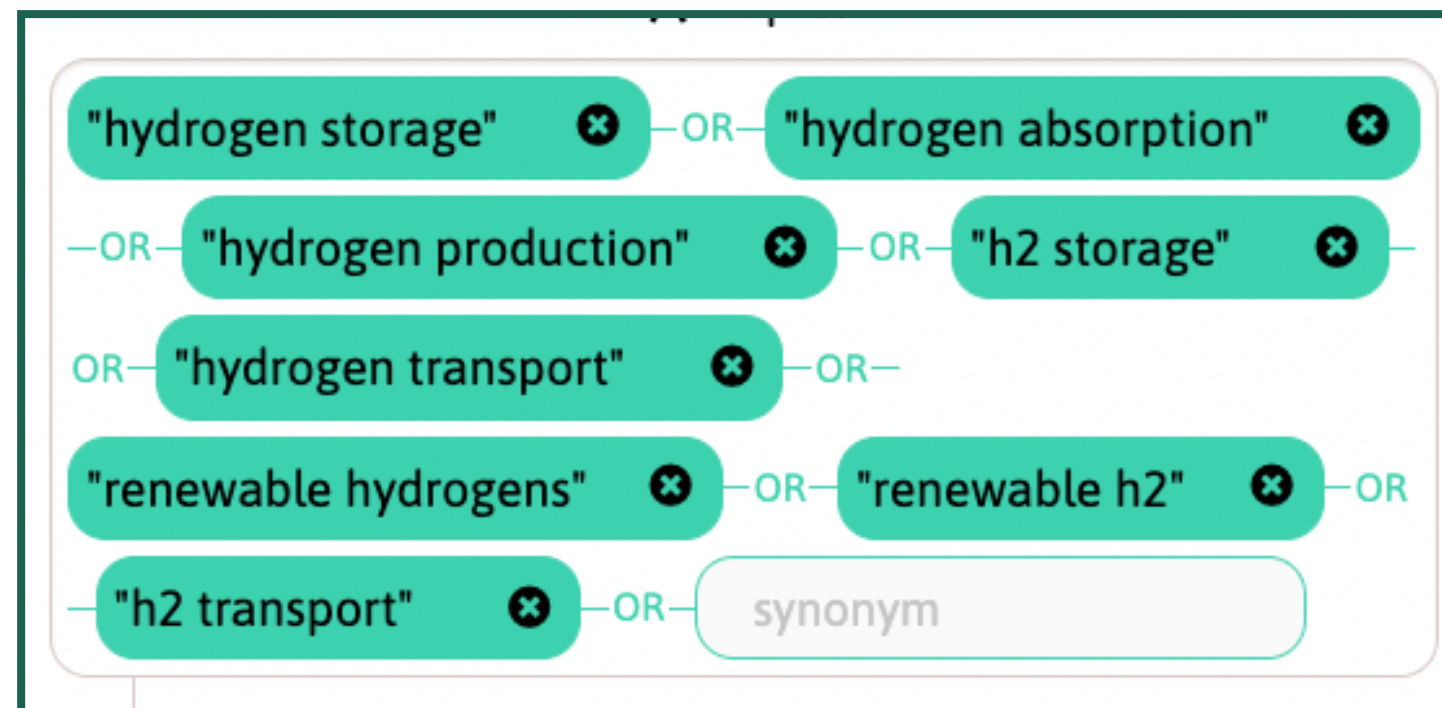 "hydrogen storage" OR "hydrogen absorption"
OR "hydrogen production" OR "h2 storage"
OR "hydrogen transport" OR
"renewable hydrogens" OR "renewable h2" OR
"h2 transport" OR synonym